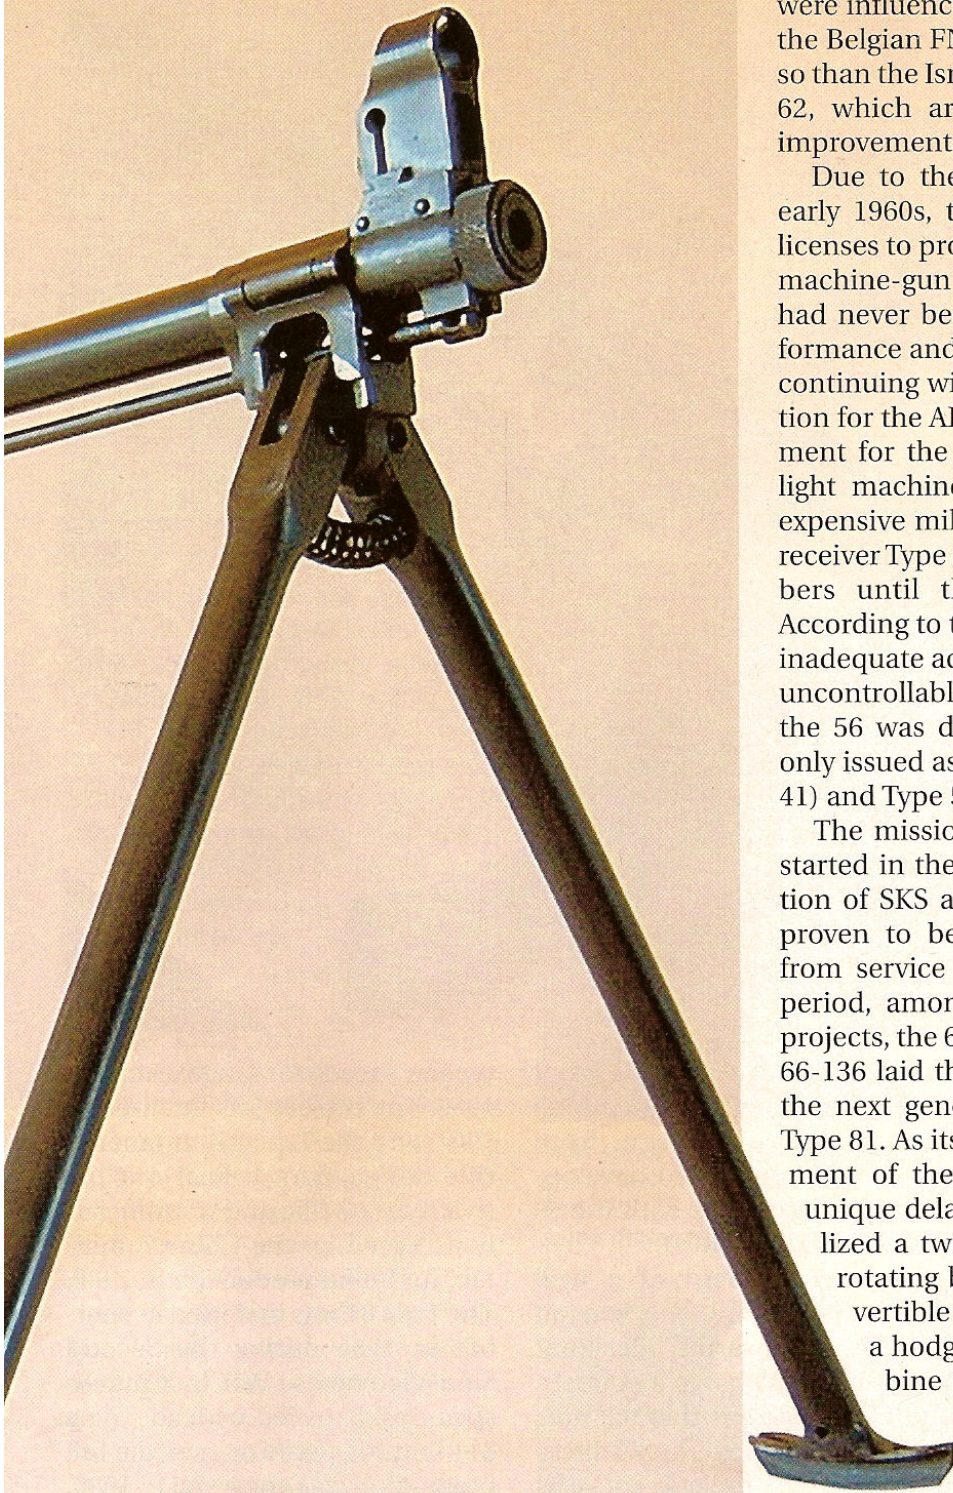 were influenc
the Belgian FN
so than the Isr
62, which ar
improvement
Due to the
early 1960s, t
licenses to pro
machine-gun
had never be
formance and
continuing wi
tion for the AI
ment for the
light machine
expensive mil
receiver Type
bers until th
According to t
inadequate ac
uncontrollabl
the 56 was d
only issued as
41) and Type 5
The missio
started in the
tion of SKS a
proven to be
from service
period, amon
projects, the 6
66-136 laid th
the next gene
Type 81. As its
ment of the
unique dela
lized a tw
rotating b
vertible
a hodg
bine